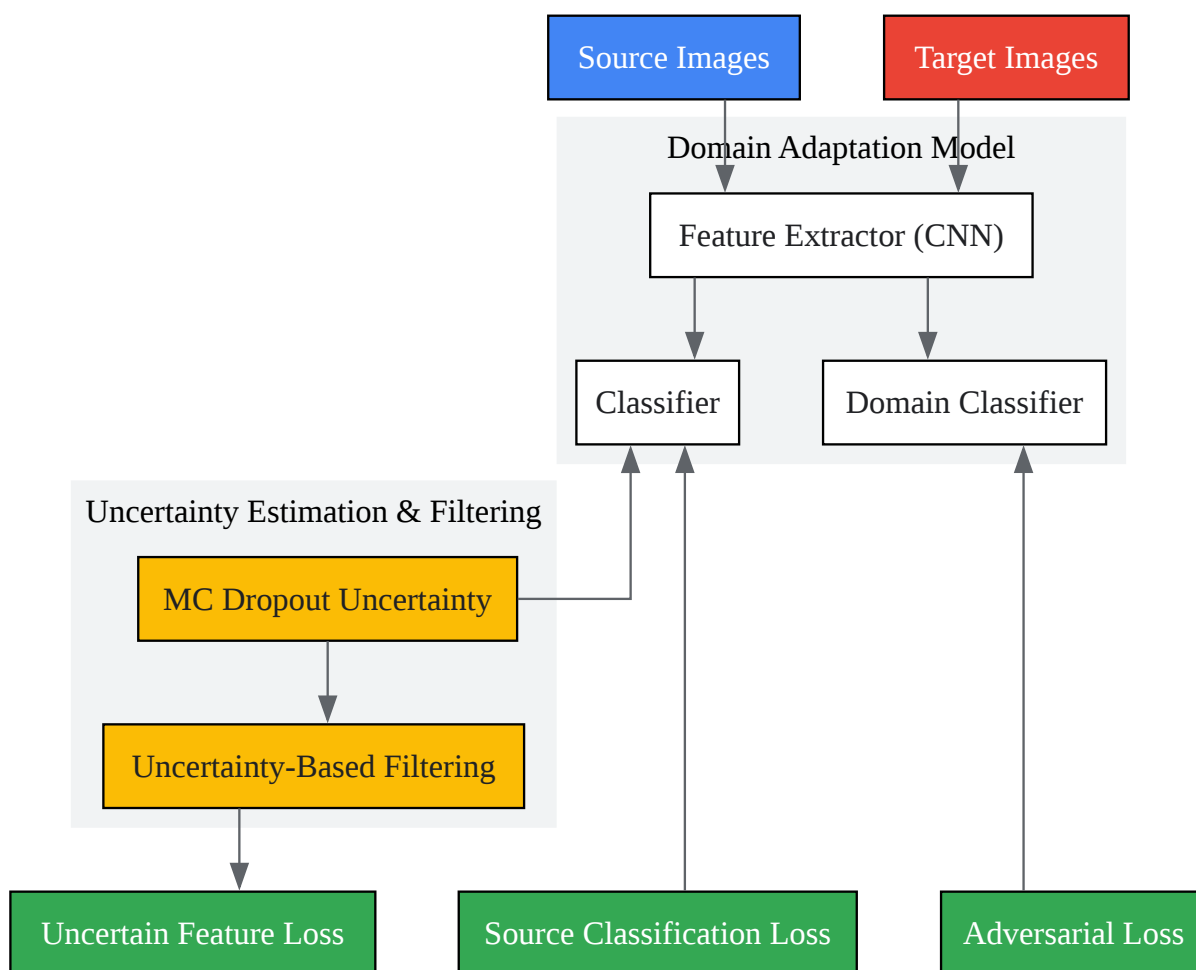 Source Images
Target Images
Domain Adaptation Model
Feature Extractor (CNN)
Classifier
Domain Classifier
Uncertainty Estimation & Filtering
MC Dropout Uncertainty
Uncertainty-Based Filtering
Uncertain Feature Loss
Source Classification Loss
Adversarial Loss